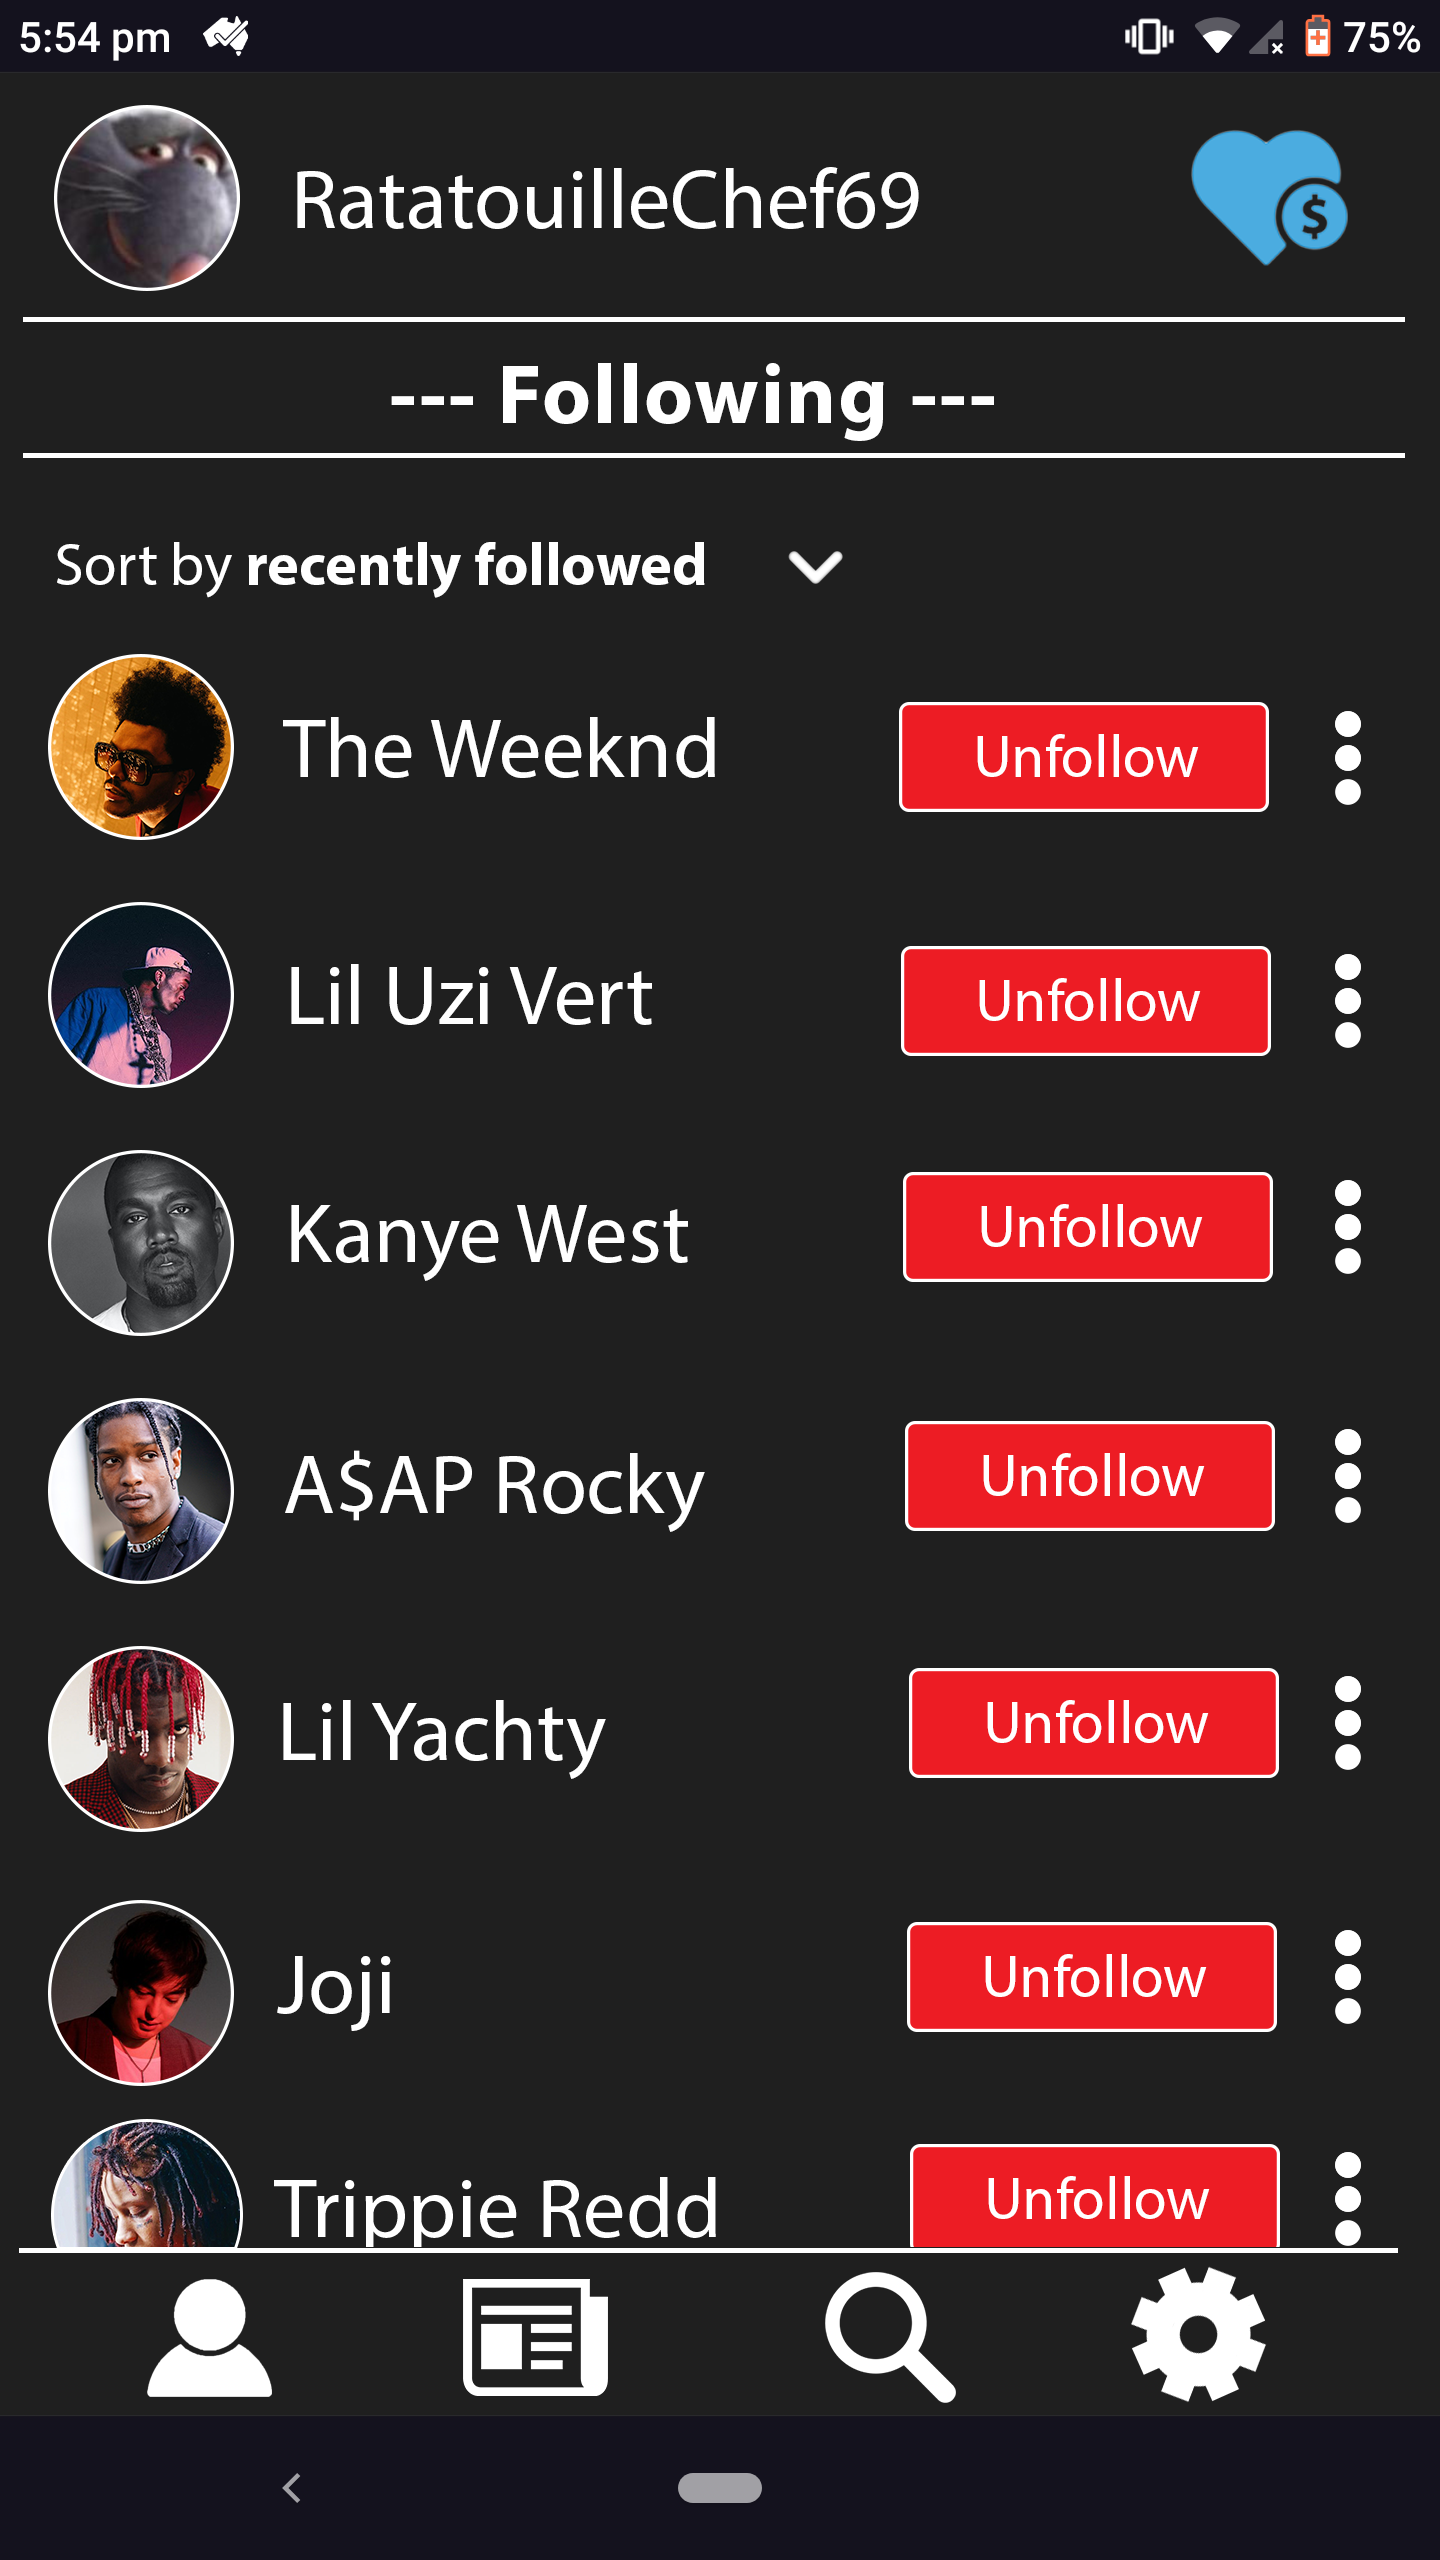 5:54 pm 75%
RatatouilleChef69
$
--- Following ---
Sort by recently followed
The Weeknd Unfollow
Lil Uzi Vert Unfollow
Kanye West Unfollow
A$AP Rocky Unfollow
Lil Yachty Unfollow
Joji Unfollow
Trippie Redd Unfollow